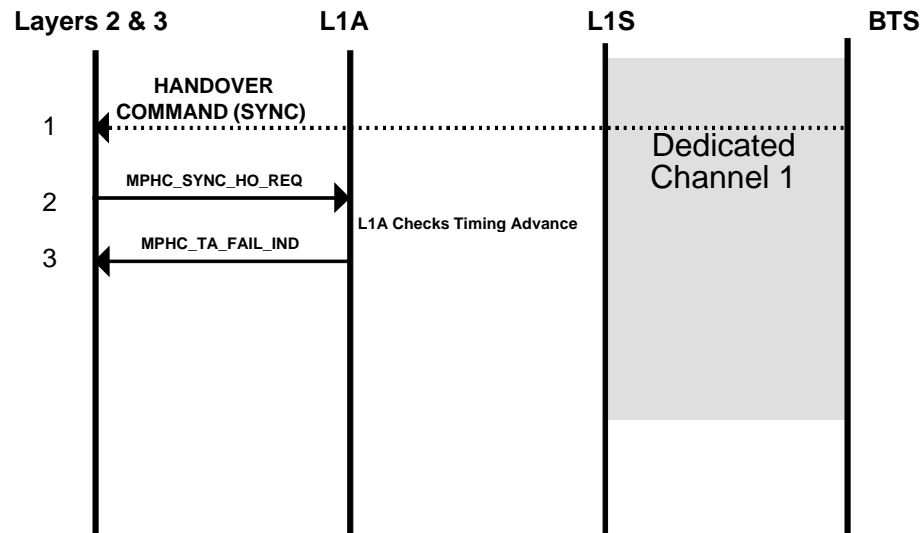 Layers 2 & 3
L1A
L1S
BTS
HANDOVER
COMMAND (SYNC)
1
Dedicated
Channel 1
MPHC_SYNC_HO_REQ
2
L1A Checks Timing Advance
MPHC_TA_FAIL_IND
3